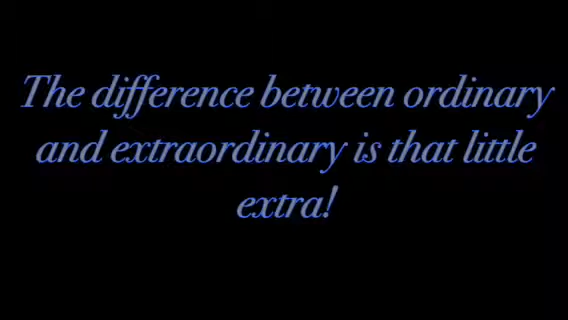 The difference between ordinary
and extraordinary is that little
extra!